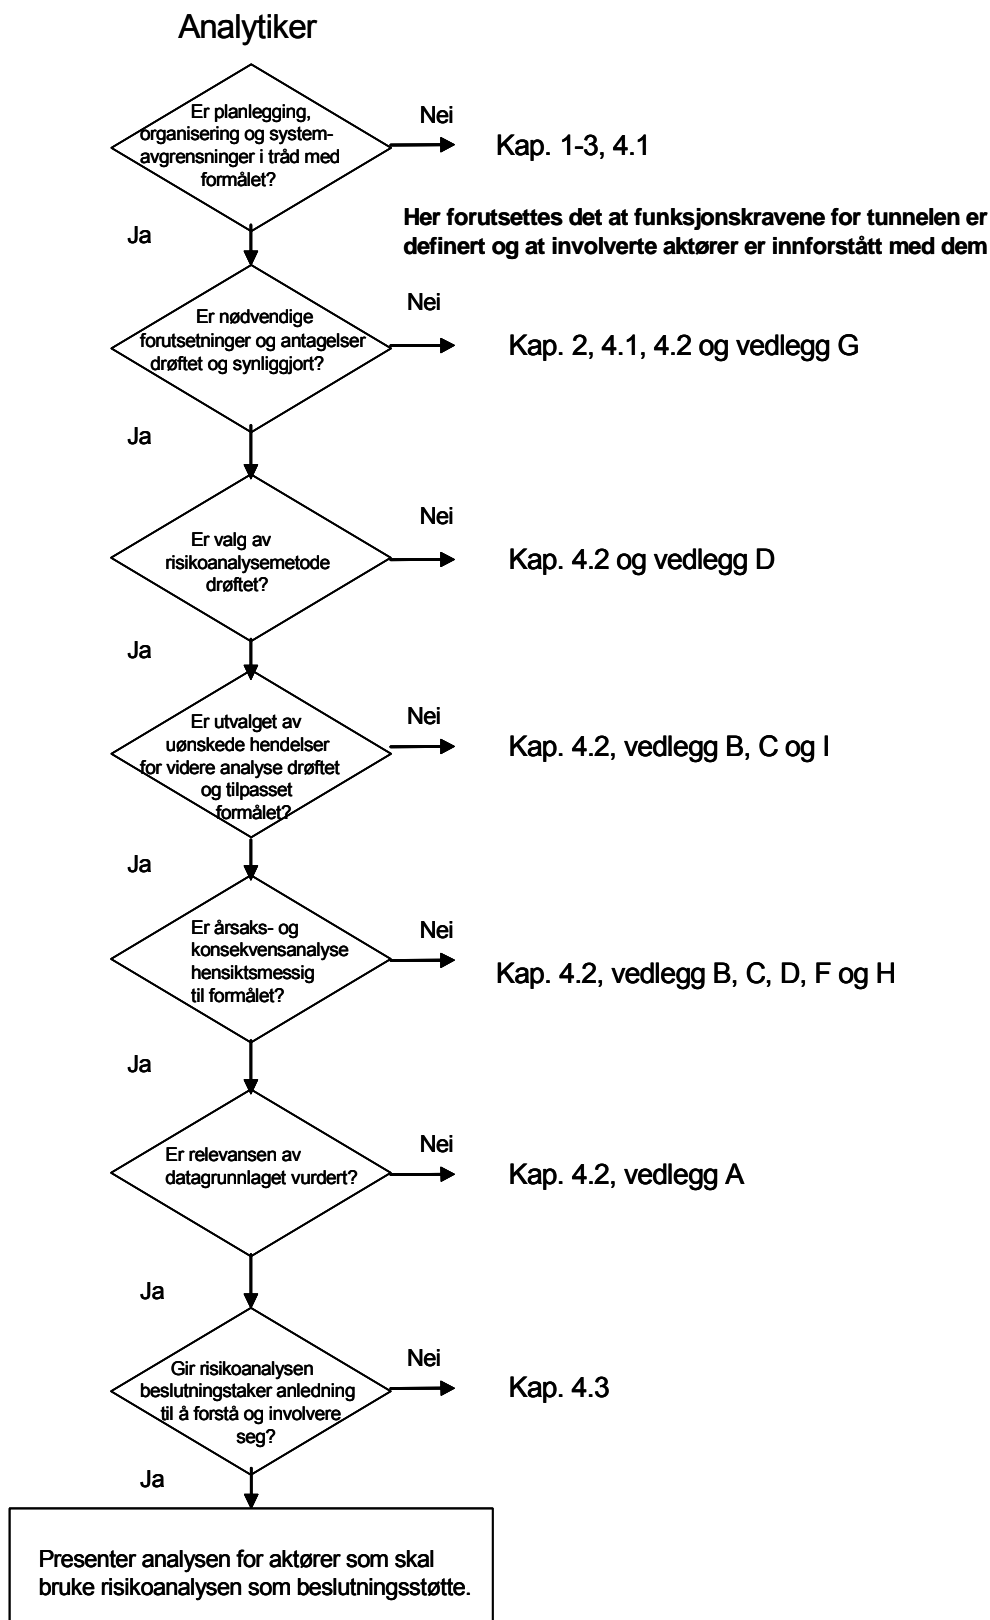 Analytiker
Er planlegging,
organisering og system-
avgrensninger i tråd med
formålet?
Nei
Kap. 1-3, 4.1
Ja
Her forutsettes det at funksjonskravene for tunnelen er
definert og at involverte aktører er innforstått med dem
Er nødvendige
forutsetninger og antagelser
drøftet og synliggjort?
Nei
Kap. 2, 4.1, 4.2 og vedlegg G
Ja
Er valg av
risikoanalysemetode
drøftet?
Nei
Kap. 4.2 og vedlegg D
Ja
Er utvalget av
uønskede hendelser
for videre analyse drøftet
og tilpasset
formålet?
Nei
Kap. 4.2, vedlegg B, C og I
Ja
Er årsaks- og
konsekvensanalyse
hensiktsmessig
til formålet?
Nei
Kap. 4.2, vedlegg B, C, D, F og H
Ja
Er relevansen av
datagrunnlaget vurdert?
Nei
Kap. 4.2, vedlegg A
Ja
Gir risikoanalysen
beslutningstaker anledning
til å forstå og involvere
seg?
Nei
Kap. 4.3
Ja
Presenter analysen for aktører som skal
bruke risikoanalysen som beslutningsstøtte.